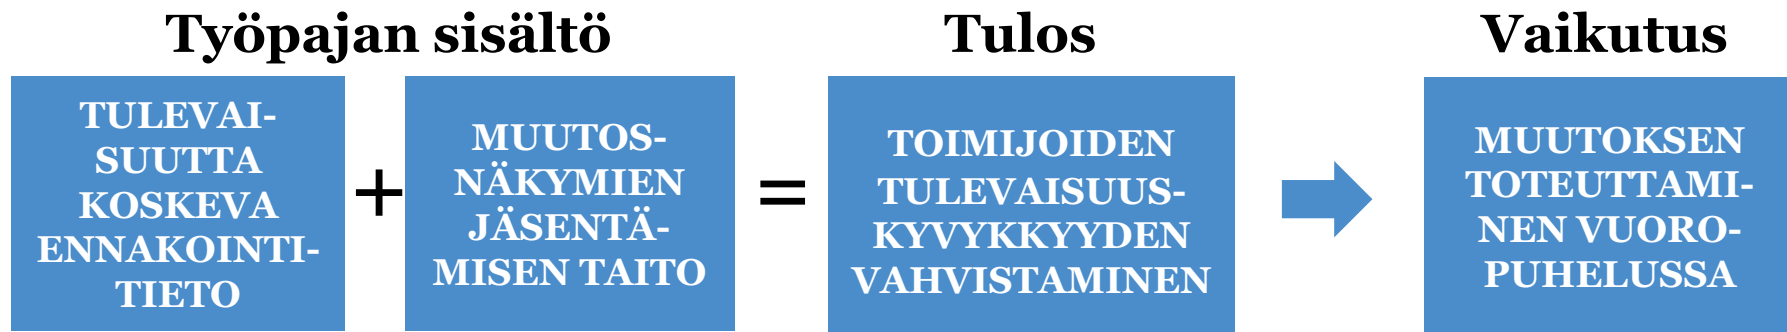 Työpajan sisältö
TULEVAI-
SUUTTA
KOSKEVA
ENNAKOINTI-
TIETO
+
MUUTOS-
NÄKYMIEN
JÄSENTÄ-
MISEN TAITO
=
Tulos
TOIMIJOIDEN
TULEVAISUUS-
KYVYKKYYDEN
VAHVISTAMINEN
Vaikutus
MUUTOKSEN
TOTEUTTAMI-
NEN VUORO-
PUHELUSSA